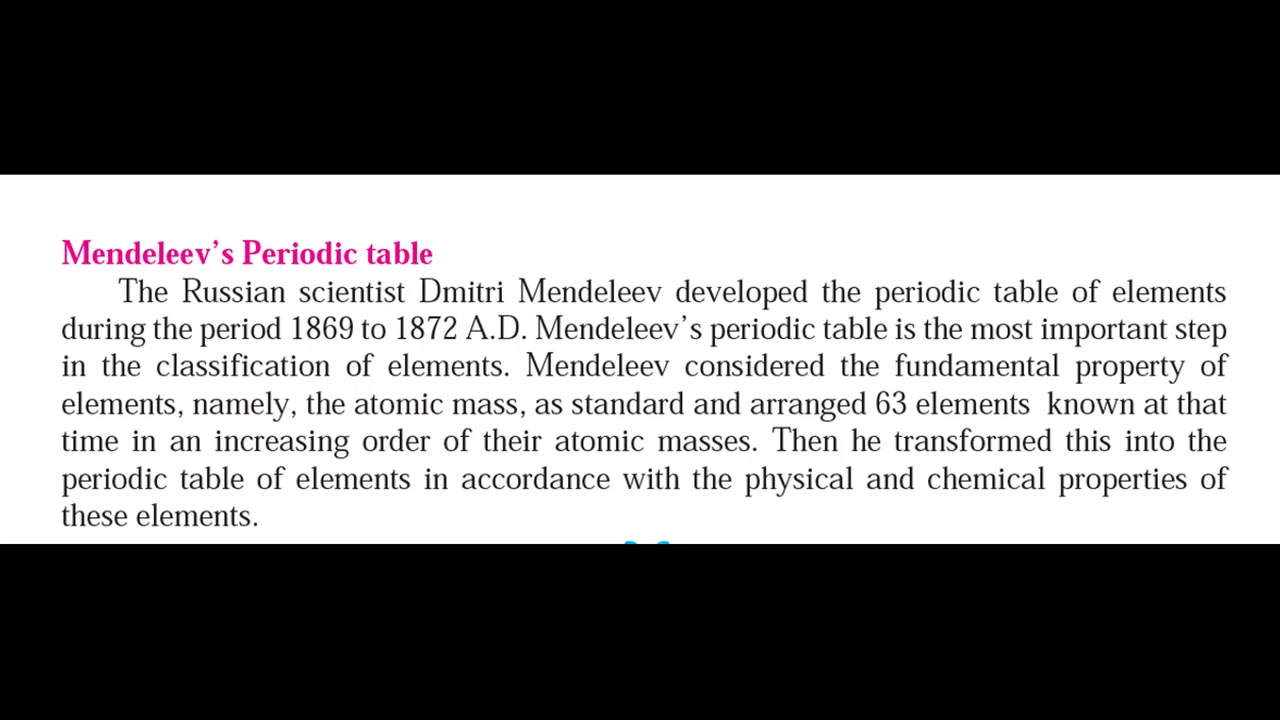 Mendeleev’s Periodic table
The Russian scientist Dmitri Mendeleev developed the periodic table of elements
during the period 1869 to 1872 A.D. Mendeleev’s periodic table is the most important step
in the classification of elements. Mendeleev considered the fundamental property of
elements, namely, the atomic mass, as standard and arranged 63 elements  known at that
time in an increasing order of their atomic masses. Then he transformed this into the
periodic table of elements in accordance with the physical and chemical properties of
these elements.